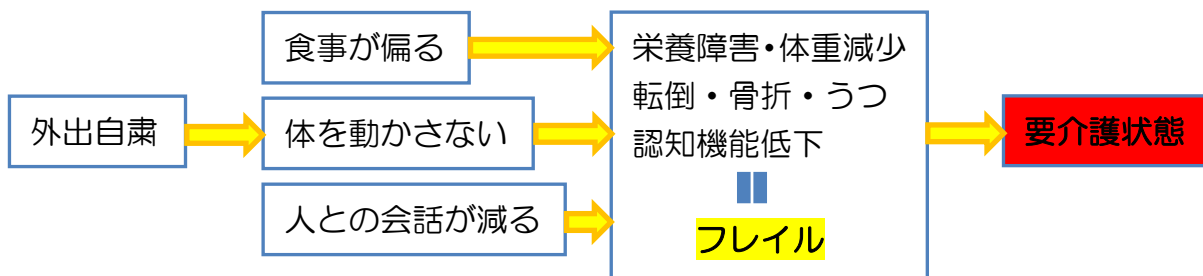 外出自粛
食事が偏る
体を動かさない
人との会話が減る
栄養障害・体重減少
転倒・骨折・うつ
認知機能低下
フレイル
要介護状態